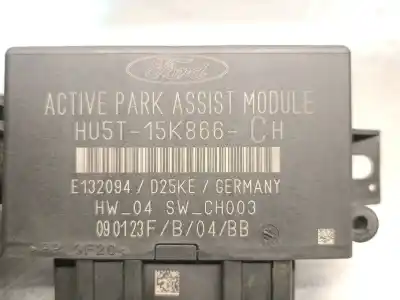 Ford
ACTIVE PARK ASSIST MODULE
HU5T-15K866-CH
E132094/D25KE/GERMANY
HW_04 SW_CH003
090123F/B/04/BB